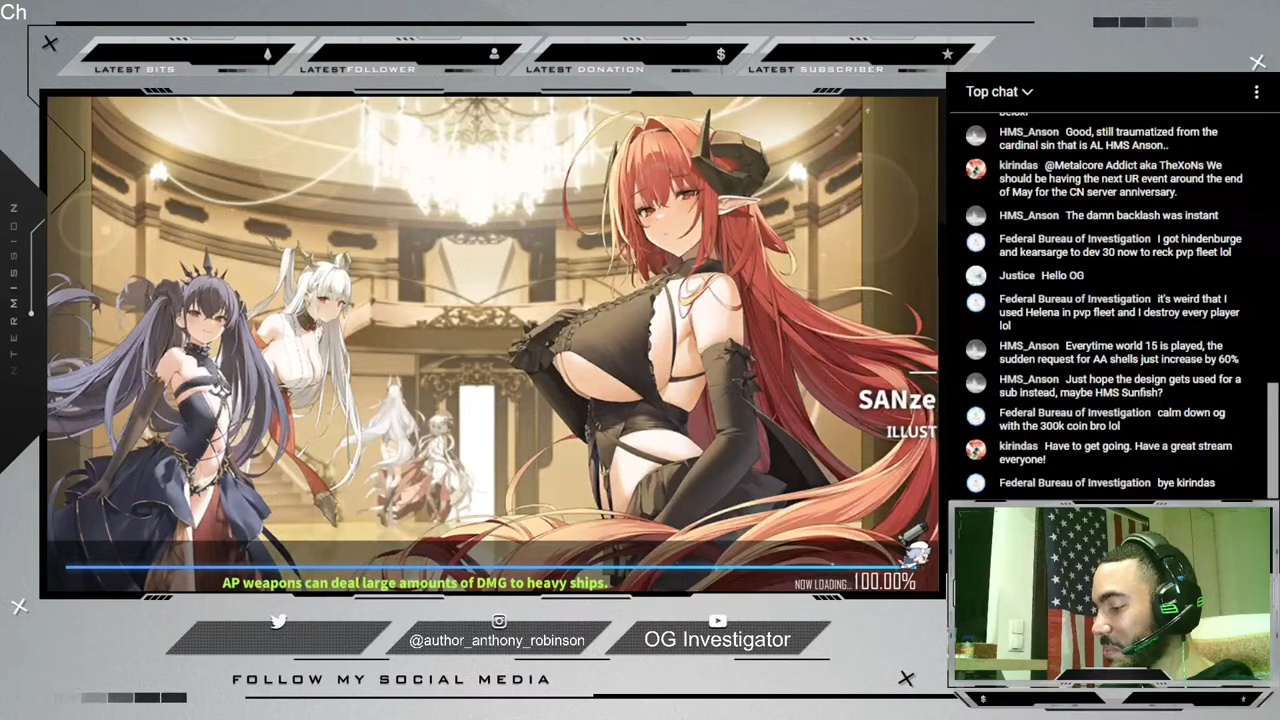 Ch
LATEST BITS
LATEST FOLLOWER
LATEST DONATION
LATEST SUBSCRIBER
INTERMISSION
SANze
ILLUST
AP weapons can deal large amounts of DMG to heavy ships.
NOW LOADING... 100.00%
Top chat
HMS_Anson Good, still traumatized from the
cardinal sin that is AL HMS Anson..
kirindas @Metalcore Addict aka TheXoNs We
should be having the next UR event around the end
of May for the CN server anniversary.
HMS_Anson The damn backlash was instant
Federal Bureau of Investigation I got hindenburge
and kearsarge to dev 30 now to reck pvp fleet lol
Justice Hello OG
Federal Bureau of Investigation it's weird that I
used Helena in pvp fleet and I destroy every player
lol
HMS_Anson Everytime world 15 is played, the
sudden request for AA shells just increase by 60%
HMS_Anson Just hope the design gets used for a
sub instead, maybe HMS Sunfish?
Federal Bureau of Investigation calm down og
with the 300k coin bro lol
kirindas Have to get going. Have a great stream
everyone!
Federal Bureau of Investigation bye kirindas
@author_anthony_robinson
OG Investigator
FOLLOW MY SOCIAL MEDIA